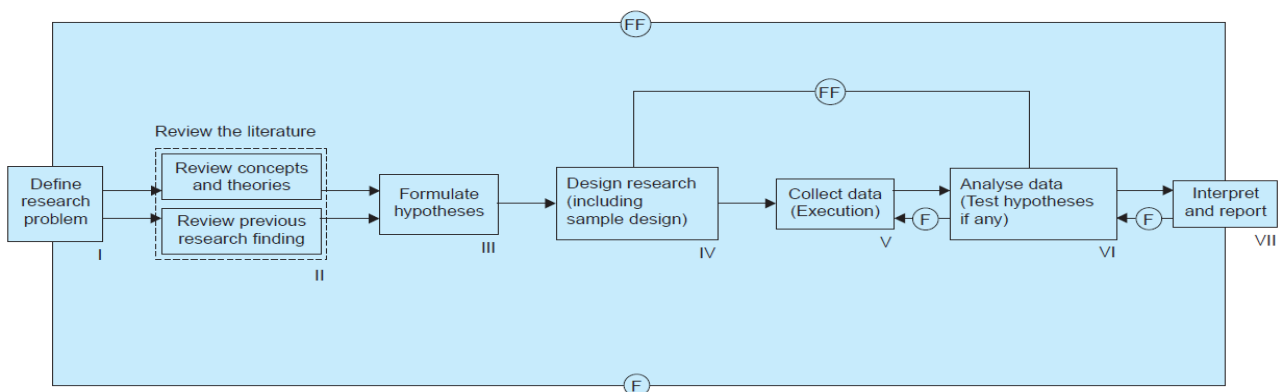 FF
FF
Review the literature
Define
research
problem
I
Review concepts
and theories
Review previous
research finding
II
Formulate
hypotheses
III
Design research
(including
sample design)
IV
Collect data
(Execution)
V
F
Analyse data
(Test hypotheses
if any)
VI
F
Interpret
and report
VII
F